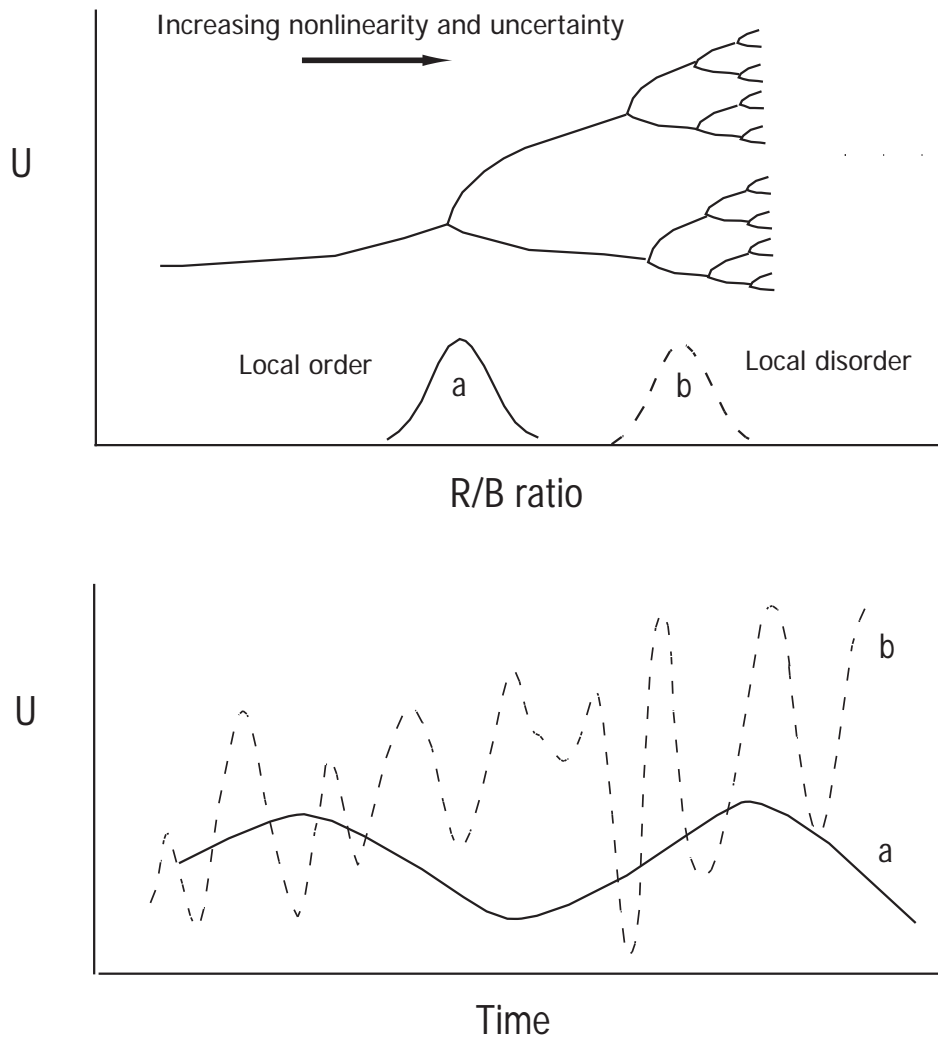 Increasing nonlinearity and uncertainty
U
Local order
a
b
Local disorder
R/B ratio
b
U
a
Time